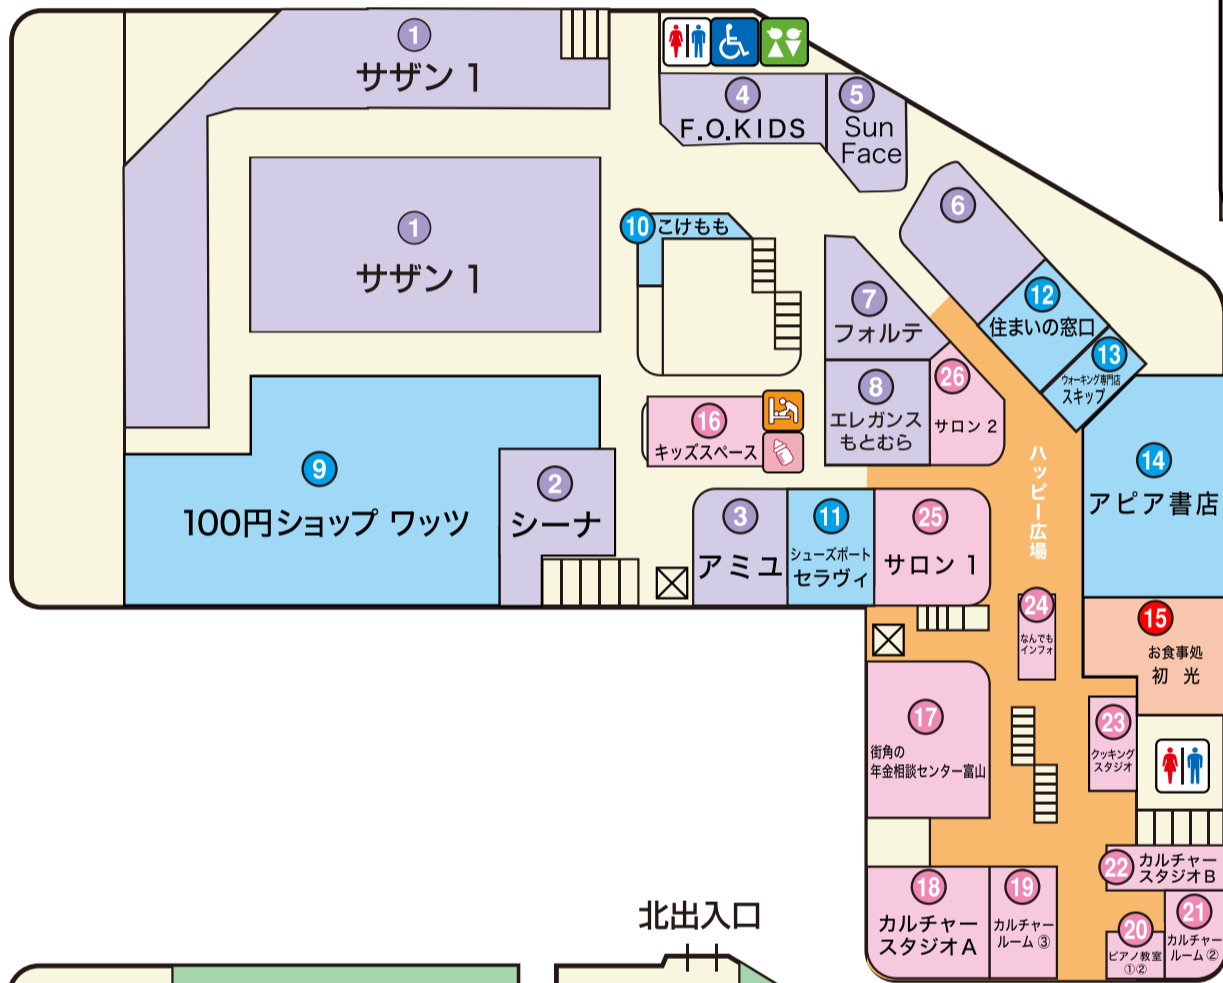 1
サザン 1
4
F.O.KIDS
5
Sun
Face
1
サザン 1
10
こけもも
6
7
フォルテ
12
住まいの窓口
13
ウォーキング専門店
スキップ
8
エレガンス
もとむら
26
サロン 2
16
キッズスペース
9
100円ショップ ワッツ
2
シーナ
3
アミユ
11
シューズポート
セラヴィ
25
サロン 1
ハッピー広場
14
アピア書店
24
なんでも
インフォ
15
お食事処
初 光
17
街角の
年金相談センター富山
23
クッキング
スタジオ
22
カルチャー
スタジオB
18
カルチャー
スタジオA
19
カルチャー
ルーム ③
20
ピアノ教室
①②
21
カルチャー
ルーム ②
北出入口